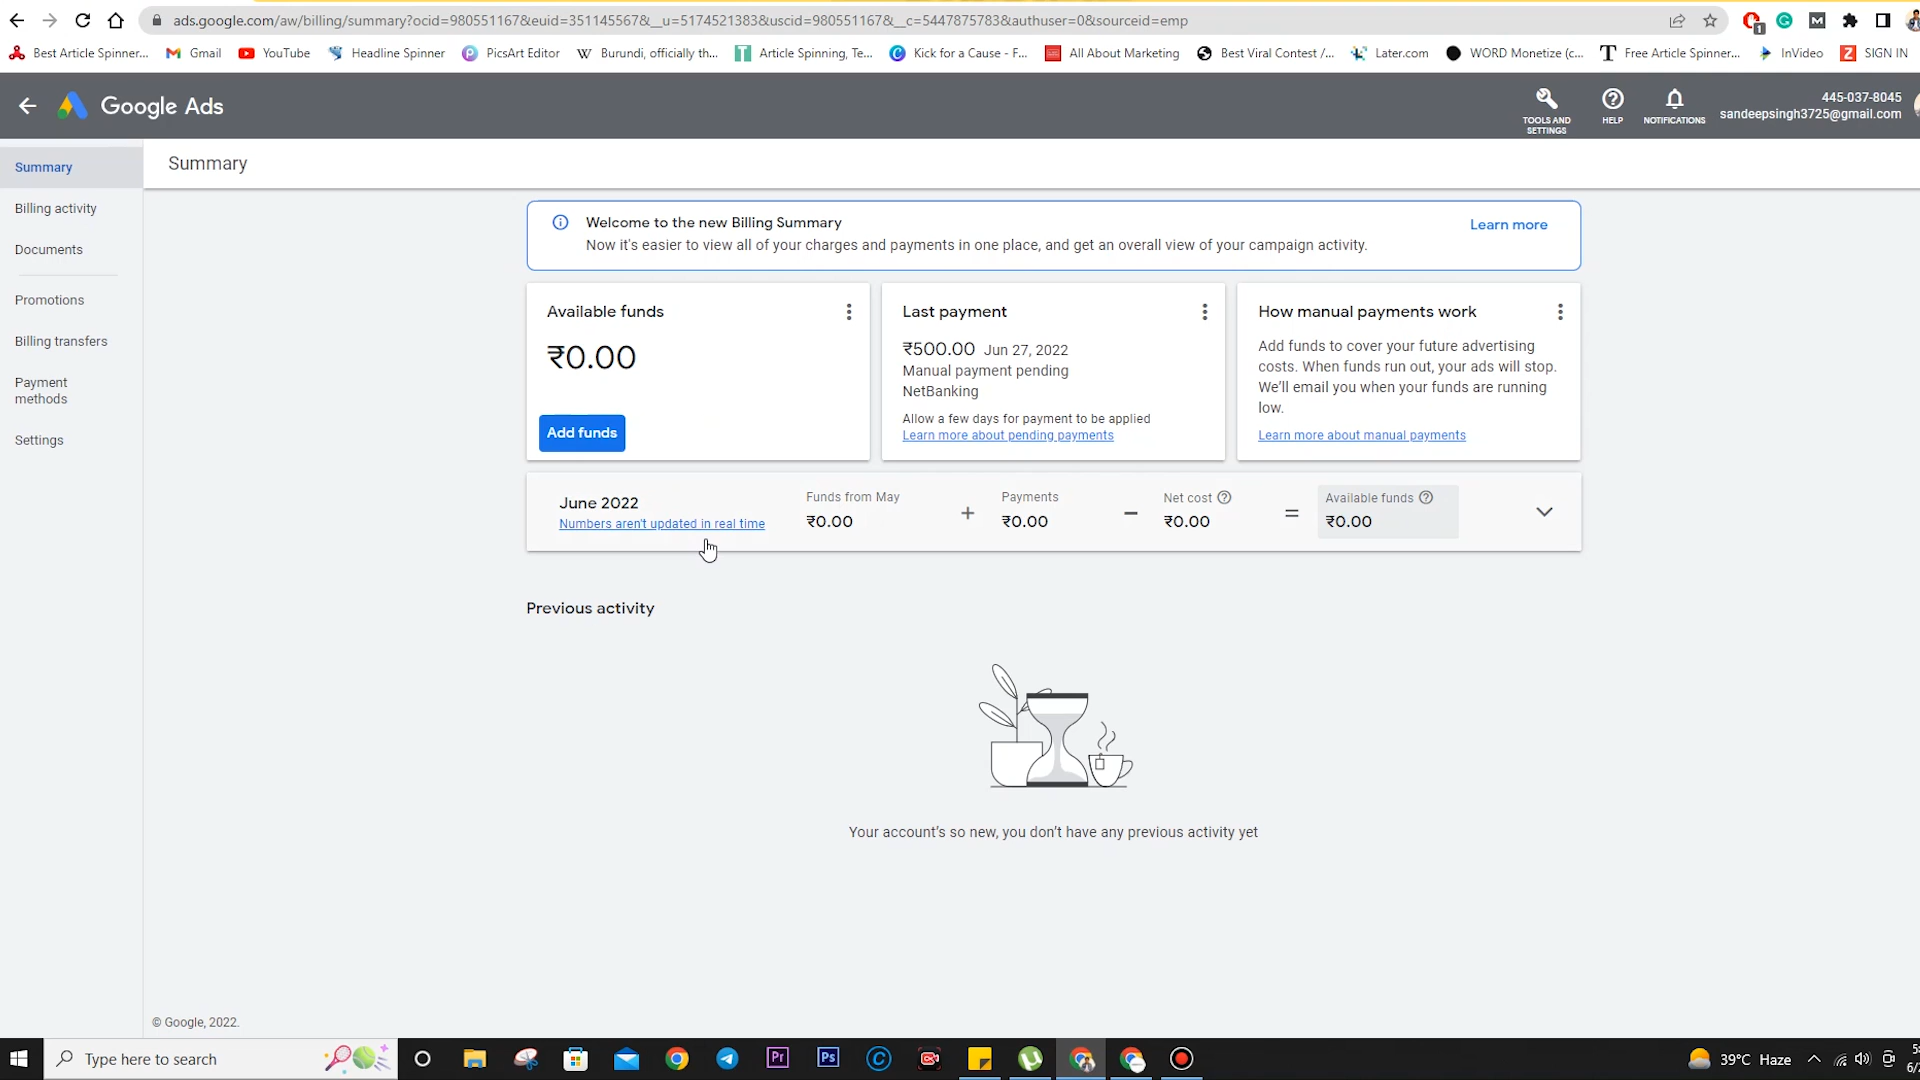 ads.google.com/aw/billing/summary?ocid=980551167&euid=351145567&__u=5174521383&uscid=980551167&__c=5447875783&authuser=0&sourceid=emp
1
Best Article Spinner... Gmail YouTube Headline Spinner PicsArt Editor Burundi, officially th... Article Spinning, Te... Kick for a Cause - F... All About Marketing Best Viral Contest /... Later.com WORD Monetize (c... Free Article Spinner... InVideo SIGN IN
Google Ads
TOOLS AND
SETTINGS
HELP
NOTIFICATIONS
445-037-8045
sandeepsingh3725@gmail.com
Summary
Billing activity
Documents
Promotions
Billing transfers
Payment
methods
Settings
Summary
Welcome to the new Billing Summary
Now it's easier to view all of your charges and payments in one place, and get an overall view of your campaign activity.
Learn more
Available funds
₹0.00
Add funds
Last payment
₹500.00 Jun 27, 2022
Manual payment pending
NetBanking
Allow a few days for payment to be applied
Learn more about pending payments
How manual payments work
Add funds to cover your future advertising
costs. When funds run out, your ads will stop.
We'll email you when your funds are running
low.
Learn more about manual payments
June 2022
Numbers aren't updated in real time
Funds from May
₹0.00
+
Payments
₹0.00
−
Net cost
₹0.00
=
Available funds
₹0.00
Previous activity
Your account's so new, you don't have any previous activity yet
© Google, 2022.
Type here to search
Pr
Ps
39°C Haze